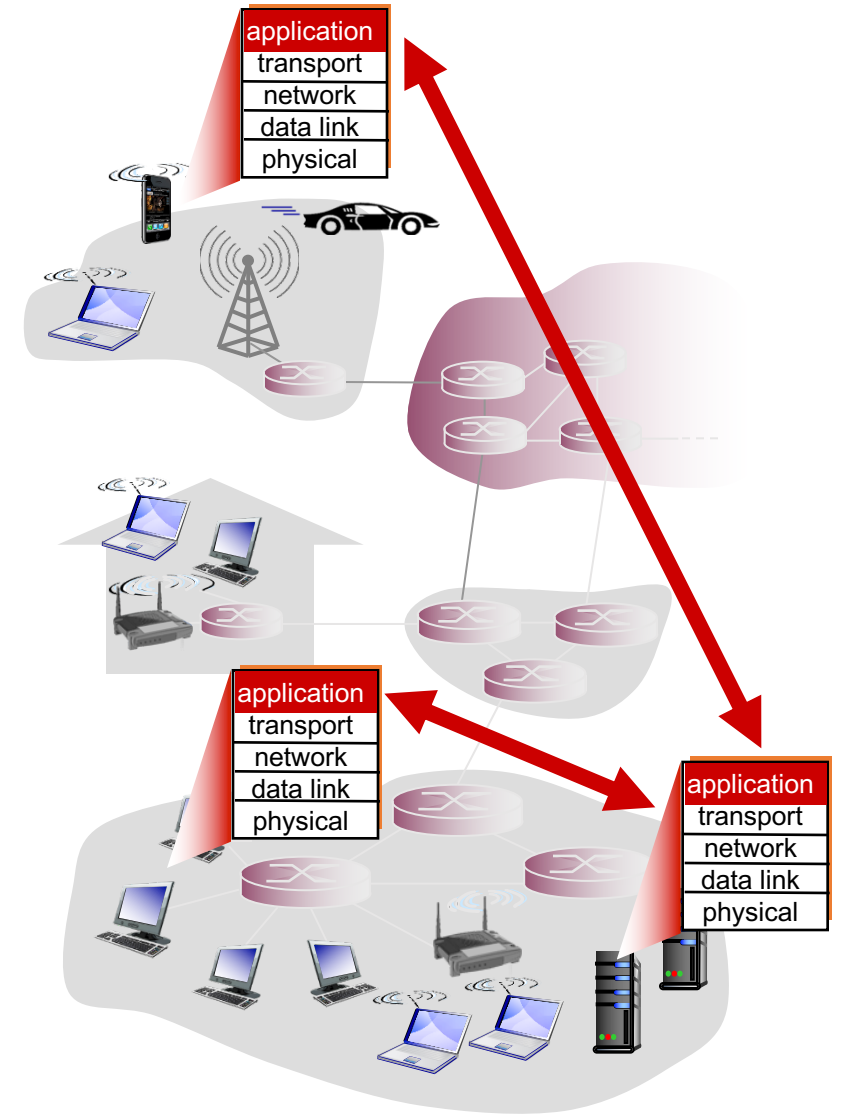 application
transport
network
data link
physical
application
transport
network
data link
physical
application
transport
network
data link
physical